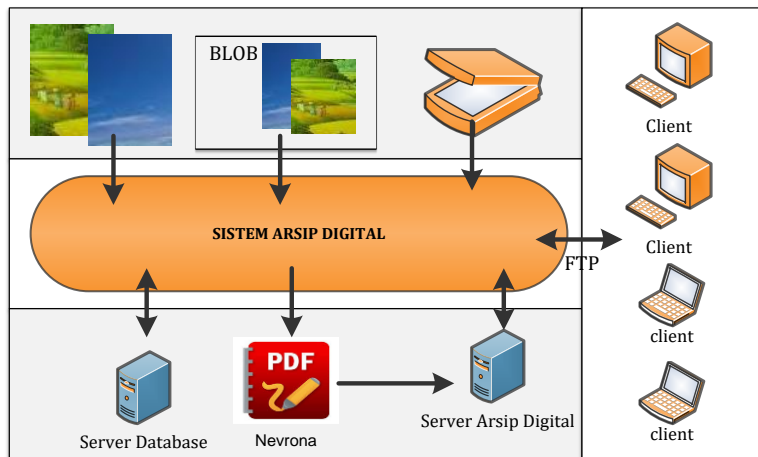 BLOB
Client
SISTEM ARSIP DIGITAL
Client
FTP
client
PDF
Server Database
Nevrona
Server Arsip Digital
client